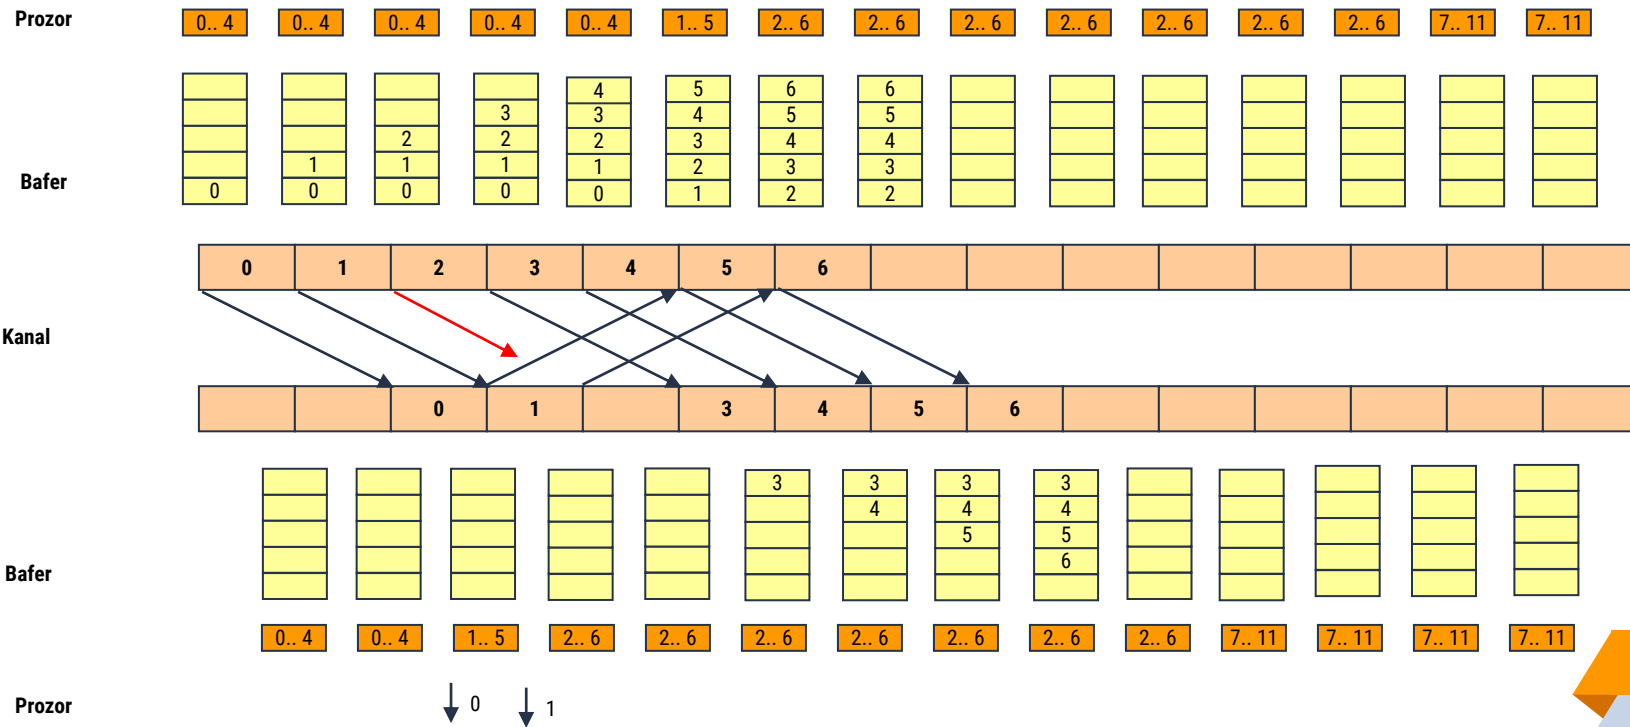 Prozor 0.. 4 0.. 4 0.. 4 0.. 4 0.. 4 1.. 5 2.. 6 2.. 6 2.. 6 2.. 6 2.. 6 2.. 6 2.. 6 7.. 11 7.. 11
4 5 6 6
3 3 4 5 5
2 2 2 3 4 4
1 1 1 1 2 3 3
Bafer 0 0 0 0 0 1 2 2
0 1 2 3 4 5 6
Kanal
0 1 3 4 5 6
3 3 3 3
4 4 4
5 5
Bafer 6
0.. 4 0.. 4 1.. 5 2.. 6 2.. 6 2.. 6 2.. 6 2.. 6 2.. 6 2.. 6 7.. 11 7.. 11 7.. 11 7.. 11
Prozor 0 1